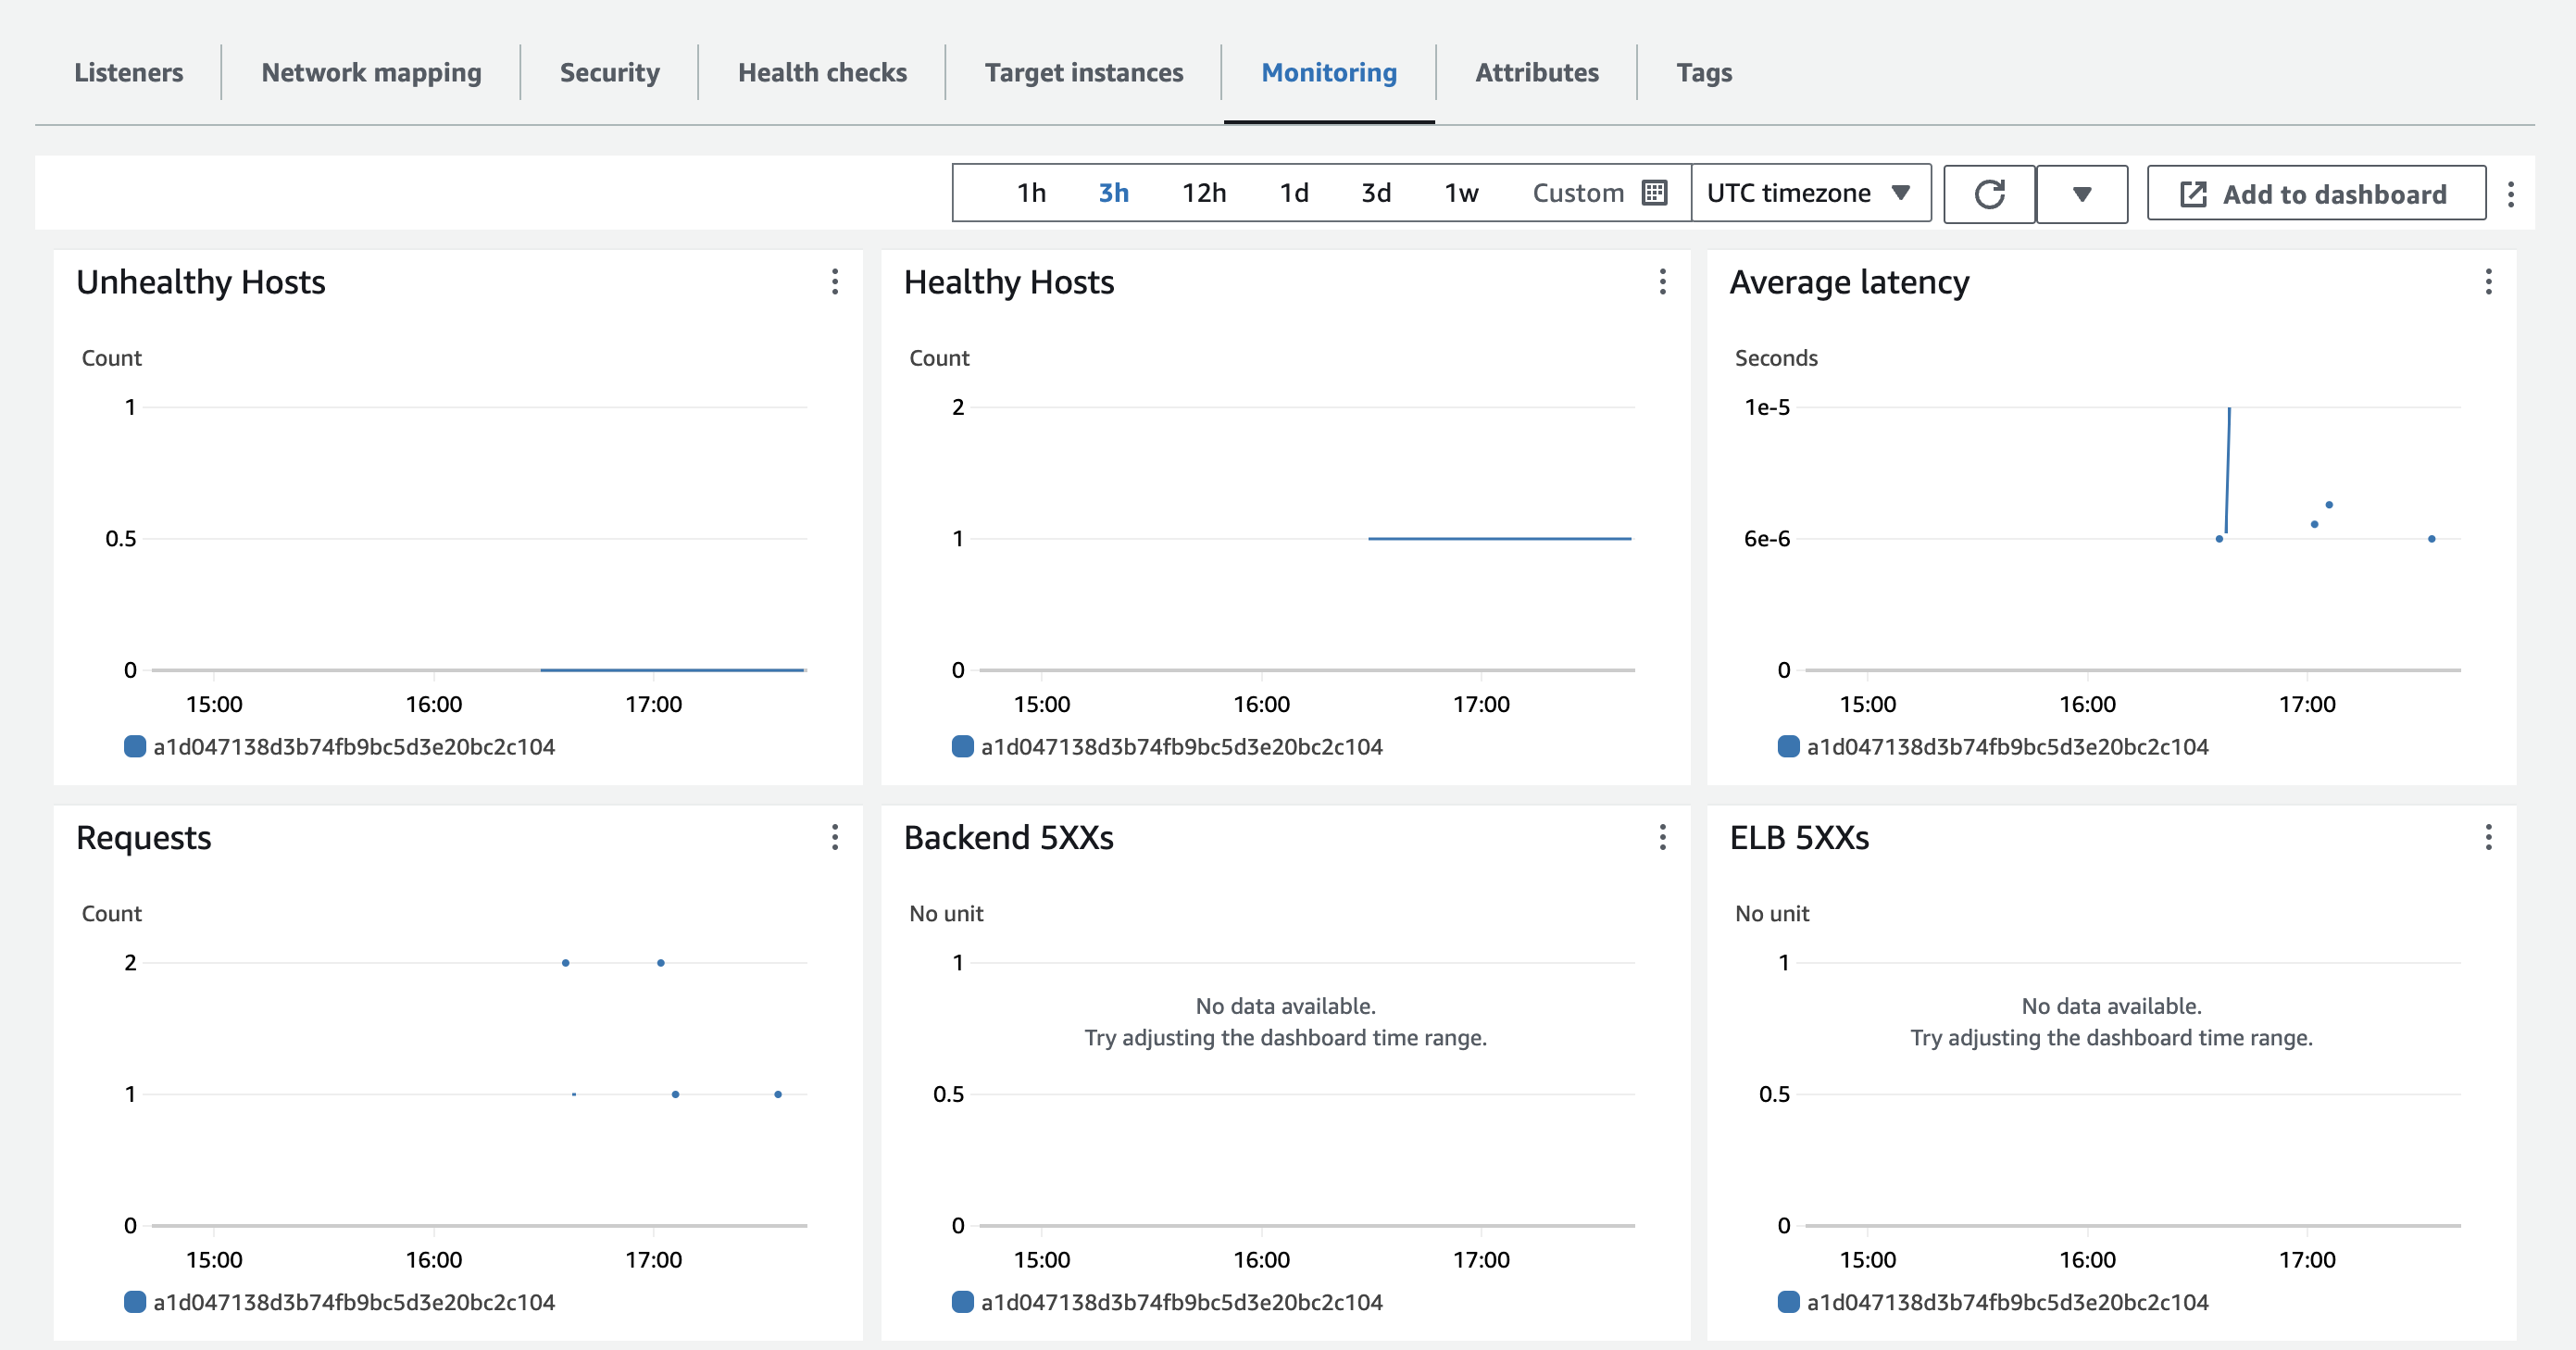 Listeners
Network mapping
Security
Health checks
Target instances
Monitoring
Attributes
Tags
1h
3h
12h
1d
3d
1w
Custom
UTC timezone
Add to dashboard
Unhealthy Hosts
Count
1
0.5
0
15:00
16:00
17:00
a1d047138d3b74fb9bc5d3e20bc2c104
Healthy Hosts
Count
2
1
0
15:00
16:00
17:00
a1d047138d3b74fb9bc5d3e20bc2c104
Average latency
Seconds
1e-5
6e-6
0
15:00
16:00
17:00
a1d047138d3b74fb9bc5d3e20bc2c104
Requests
Count
2
1
0
15:00
16:00
17:00
a1d047138d3b74fb9bc5d3e20bc2c104
Backend 5XXs
No unit
1
No data available.
Try adjusting the dashboard time range.
0.5
0
15:00
16:00
17:00
a1d047138d3b74fb9bc5d3e20bc2c104
ELB 5XXs
No unit
1
No data available.
Try adjusting the dashboard time range.
0.5
0
15:00
16:00
17:00
a1d047138d3b74fb9bc5d3e20bc2c104